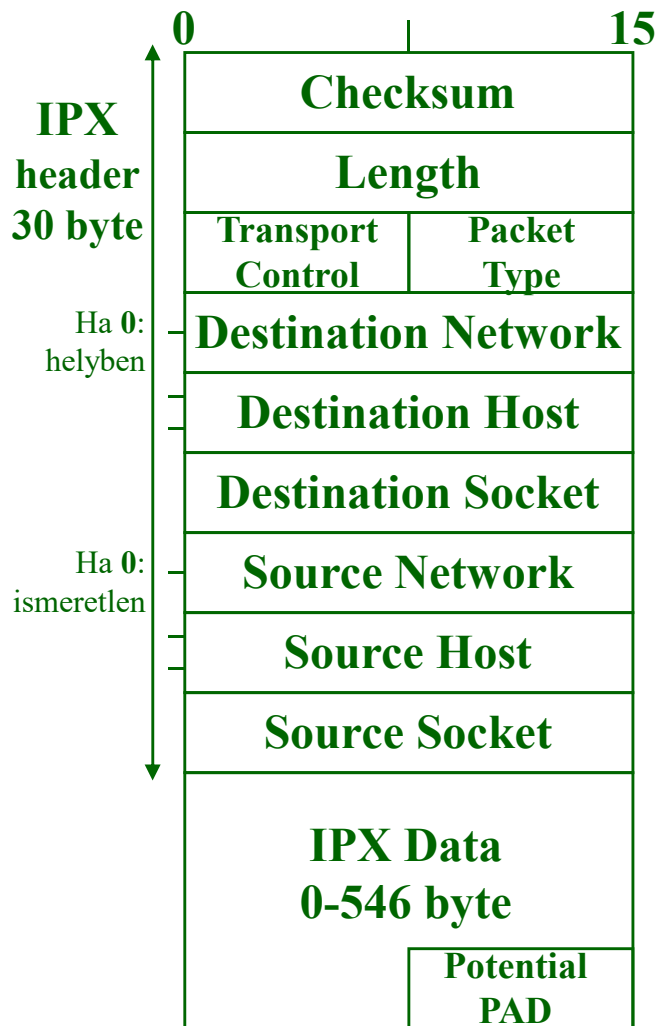 0 15
Checksum
IPX
header
30 byte
Length
Transport
Control
Packet
Type
Ha 0:
helyben
Destination Network
Destination Host
Destination Socket
Ha 0:
ismeretlen
Source Network
Source Host
Source Socket
IPX Data
0-546 byte
Potential
PAD